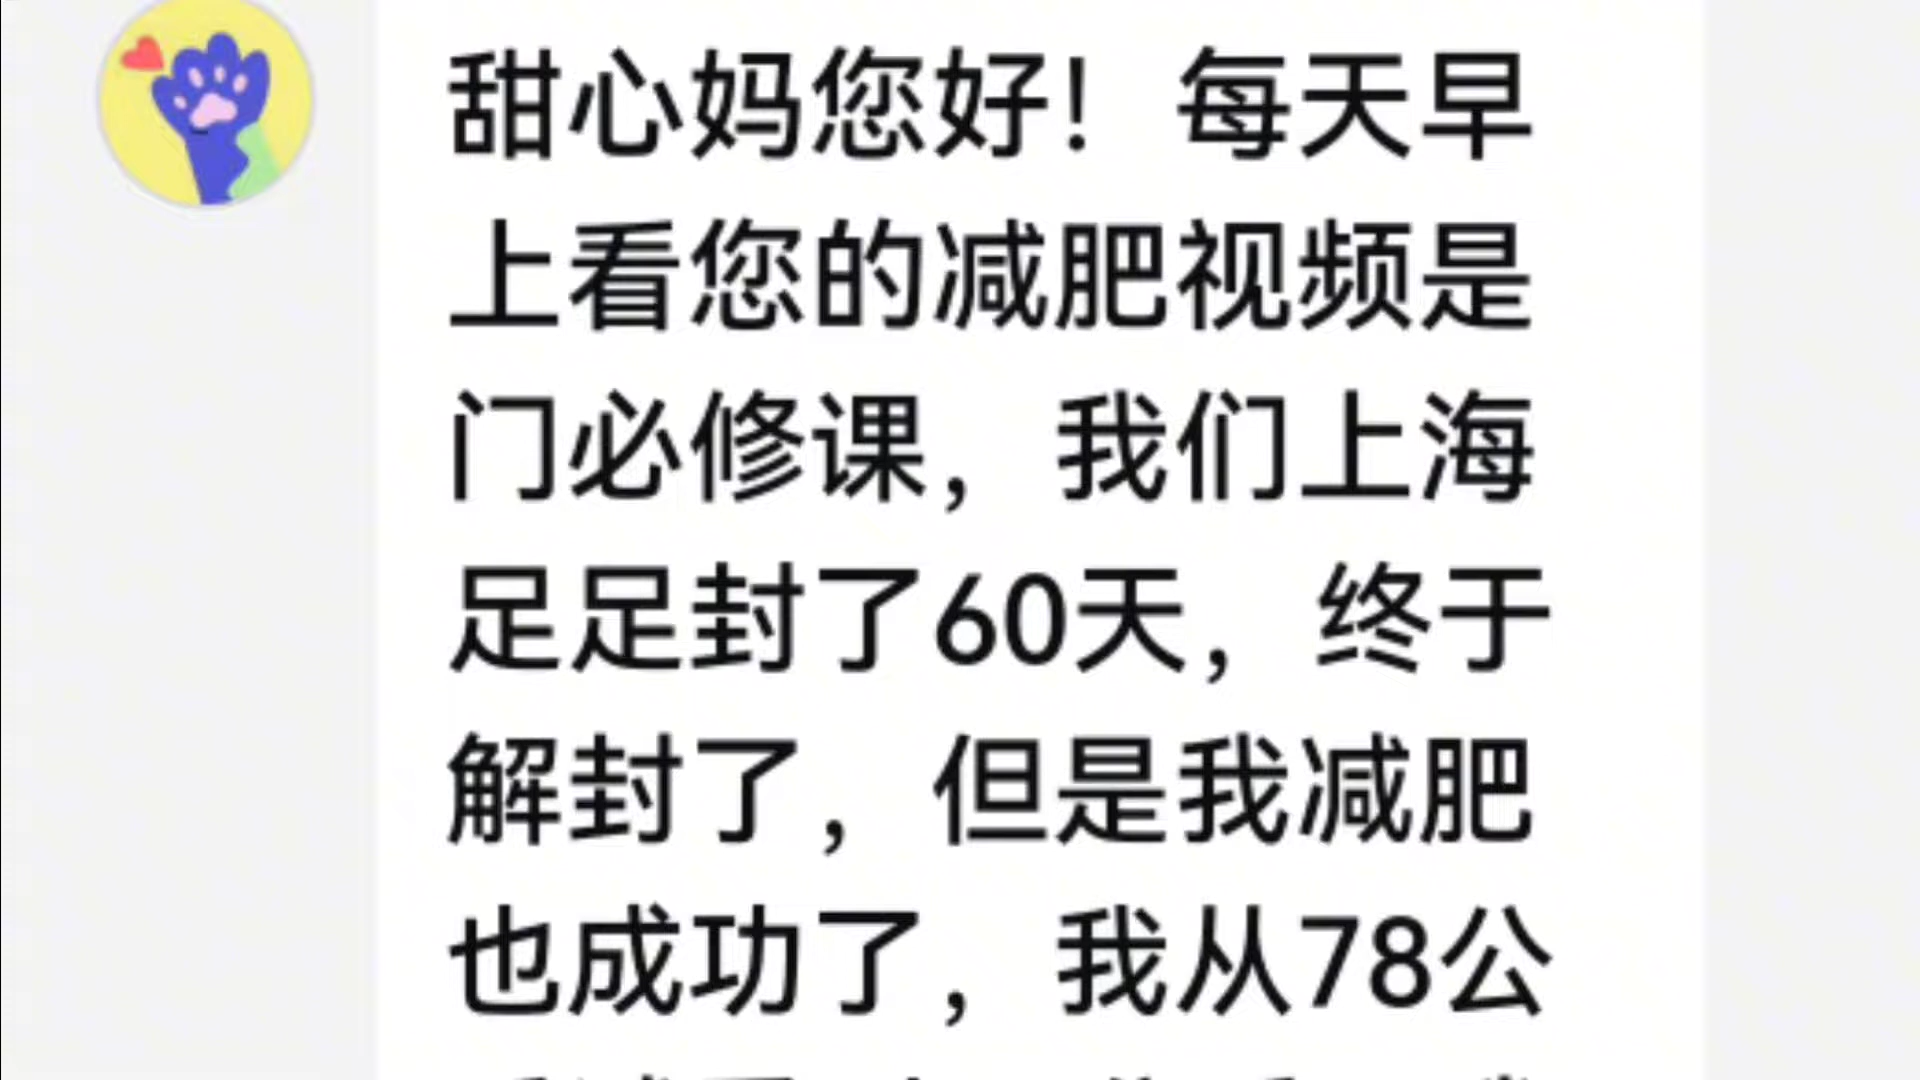 甜心妈您好！每天早
上看您的减肥视频是
门必修课，我们上海
足足封了60天，终于
解封了，但是我减肥
也成功了，我从78公